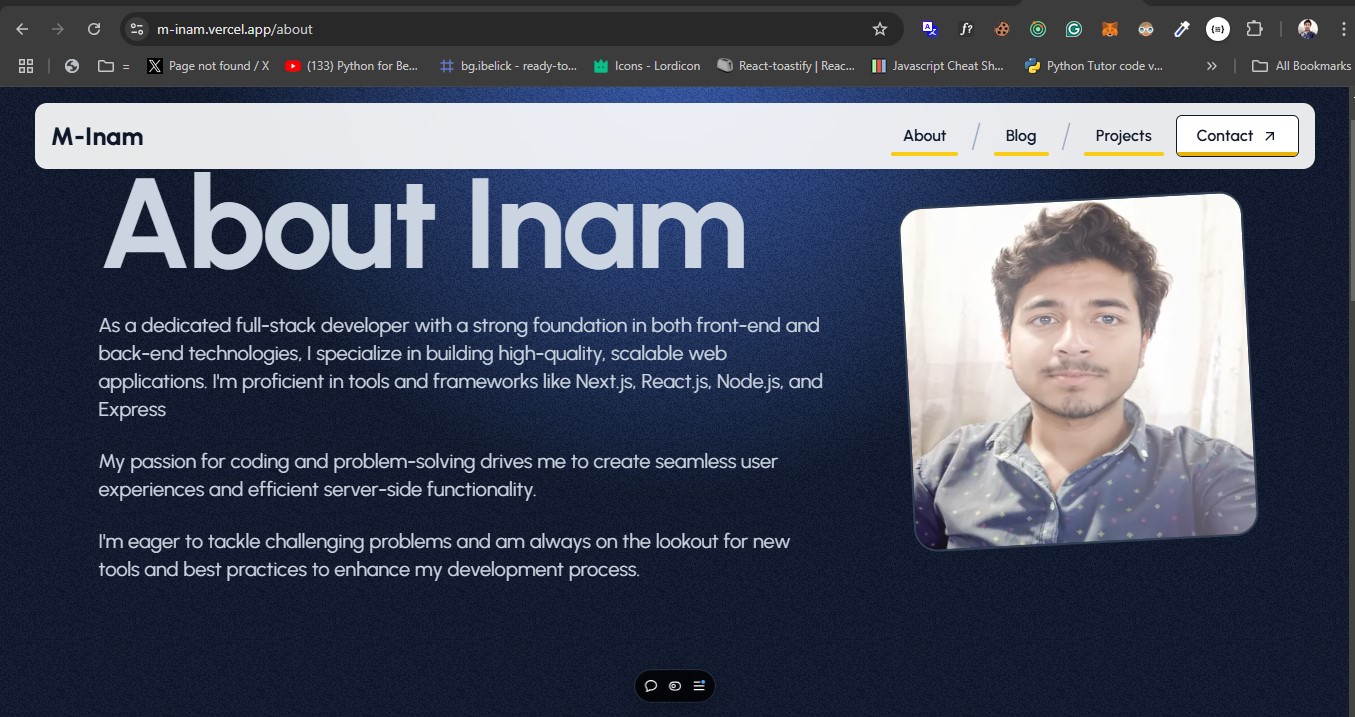 m-inam.vercel.app/about
=
Page not found / X
(133) Python for Be...
bg.ibelick - ready-to...
Icons - Lordicon
React-toastify | Reac...
Javascript Cheat Sh...
Python Tutor code v...
»
All Bookmarks
M-Inam
About / Blog / Projects Contact
About Inam
As a dedicated full-stack developer with a strong foundation in both front-end and
back-end technologies, I specialize in building high-quality, scalable web
applications. I'm proficient in tools and frameworks like Next.js, React.js, Node.js, and
Express
My passion for coding and problem-solving drives me to create seamless user
experiences and efficient server-side functionality.
I'm eager to tackle challenging problems and am always on the lookout for new
tools and best practices to enhance my development process.